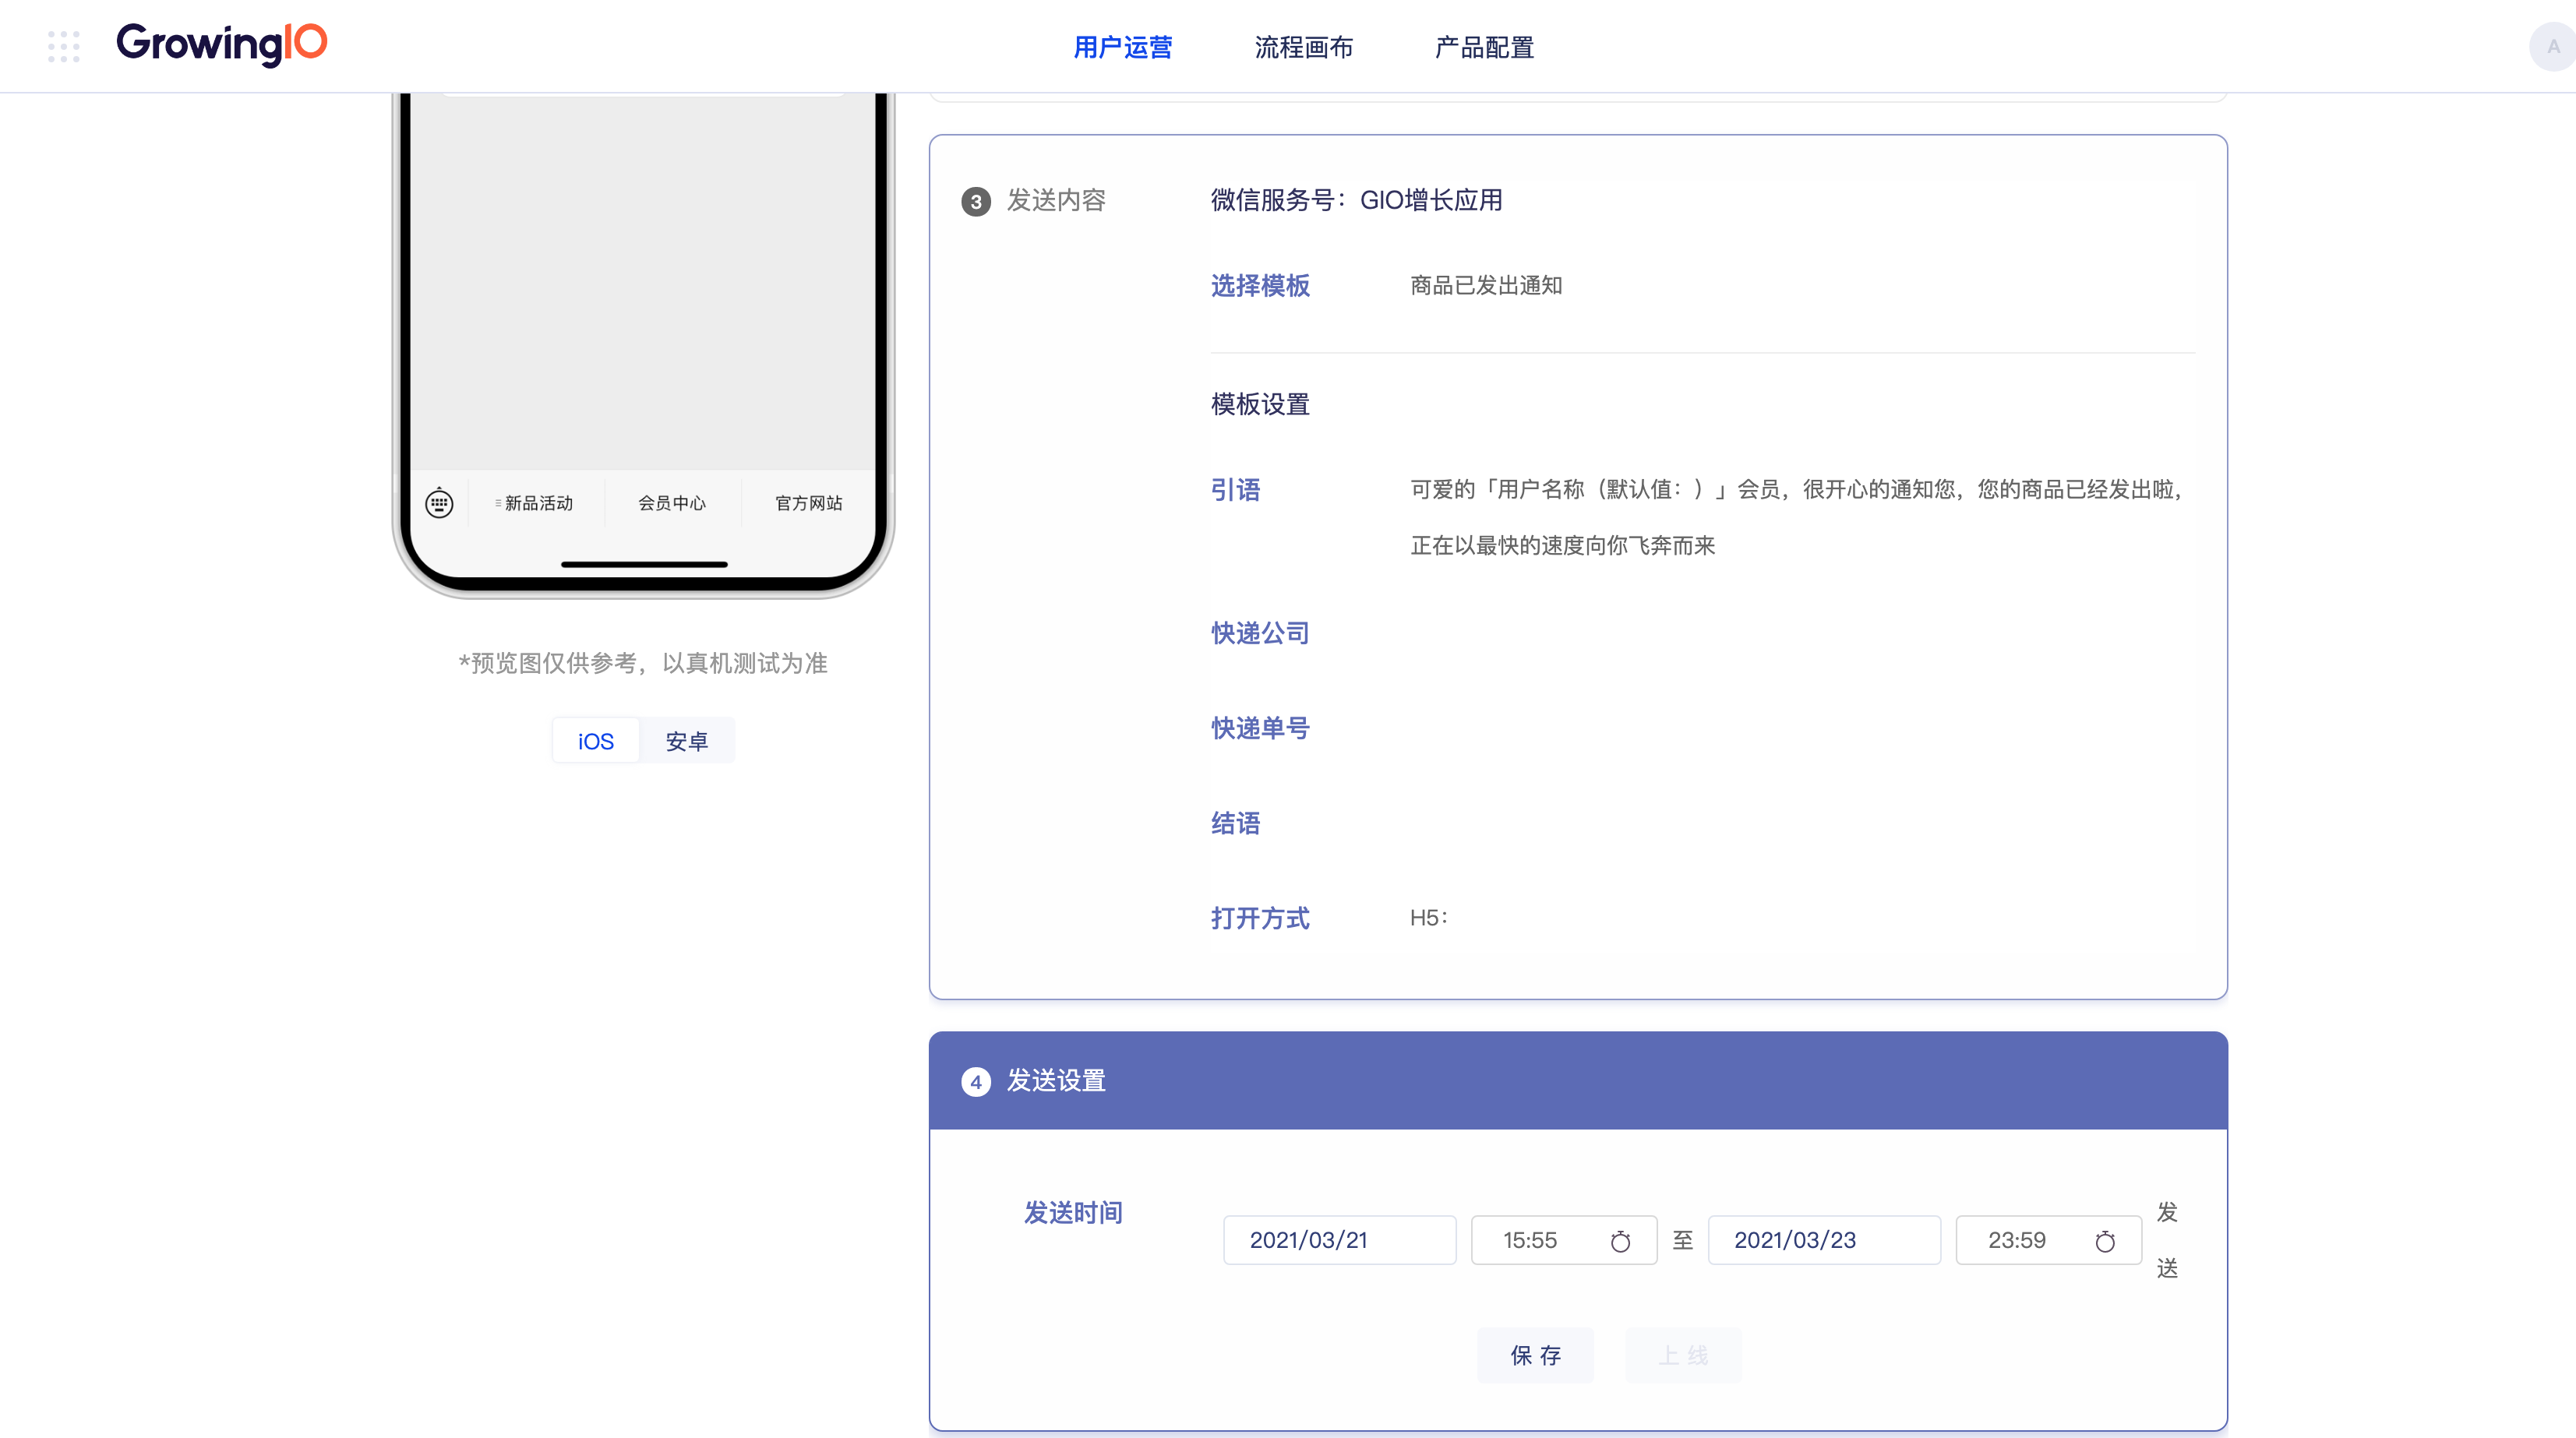 GrowingIO
用户运营
流程画布
产品配置
A
新品活动
会员中心
官方网站
*预览图仅供参考，以真机测试为准
iOS
安卓
3 发送内容
微信服务号：GIO增长应用
选择模板
商品已发出通知
模板设置
引语
可爱的「用户名称（默认值：）」会员，很开心的通知您，您的商品已经发出啦，
正在以最快的速度向你飞奔而来
快递公司
快递单号
结语
打开方式
H5：
4 发送设置
发送时间
2021/03/21
15:55
至
2021/03/23
23:59
发
送
保 存
上 线